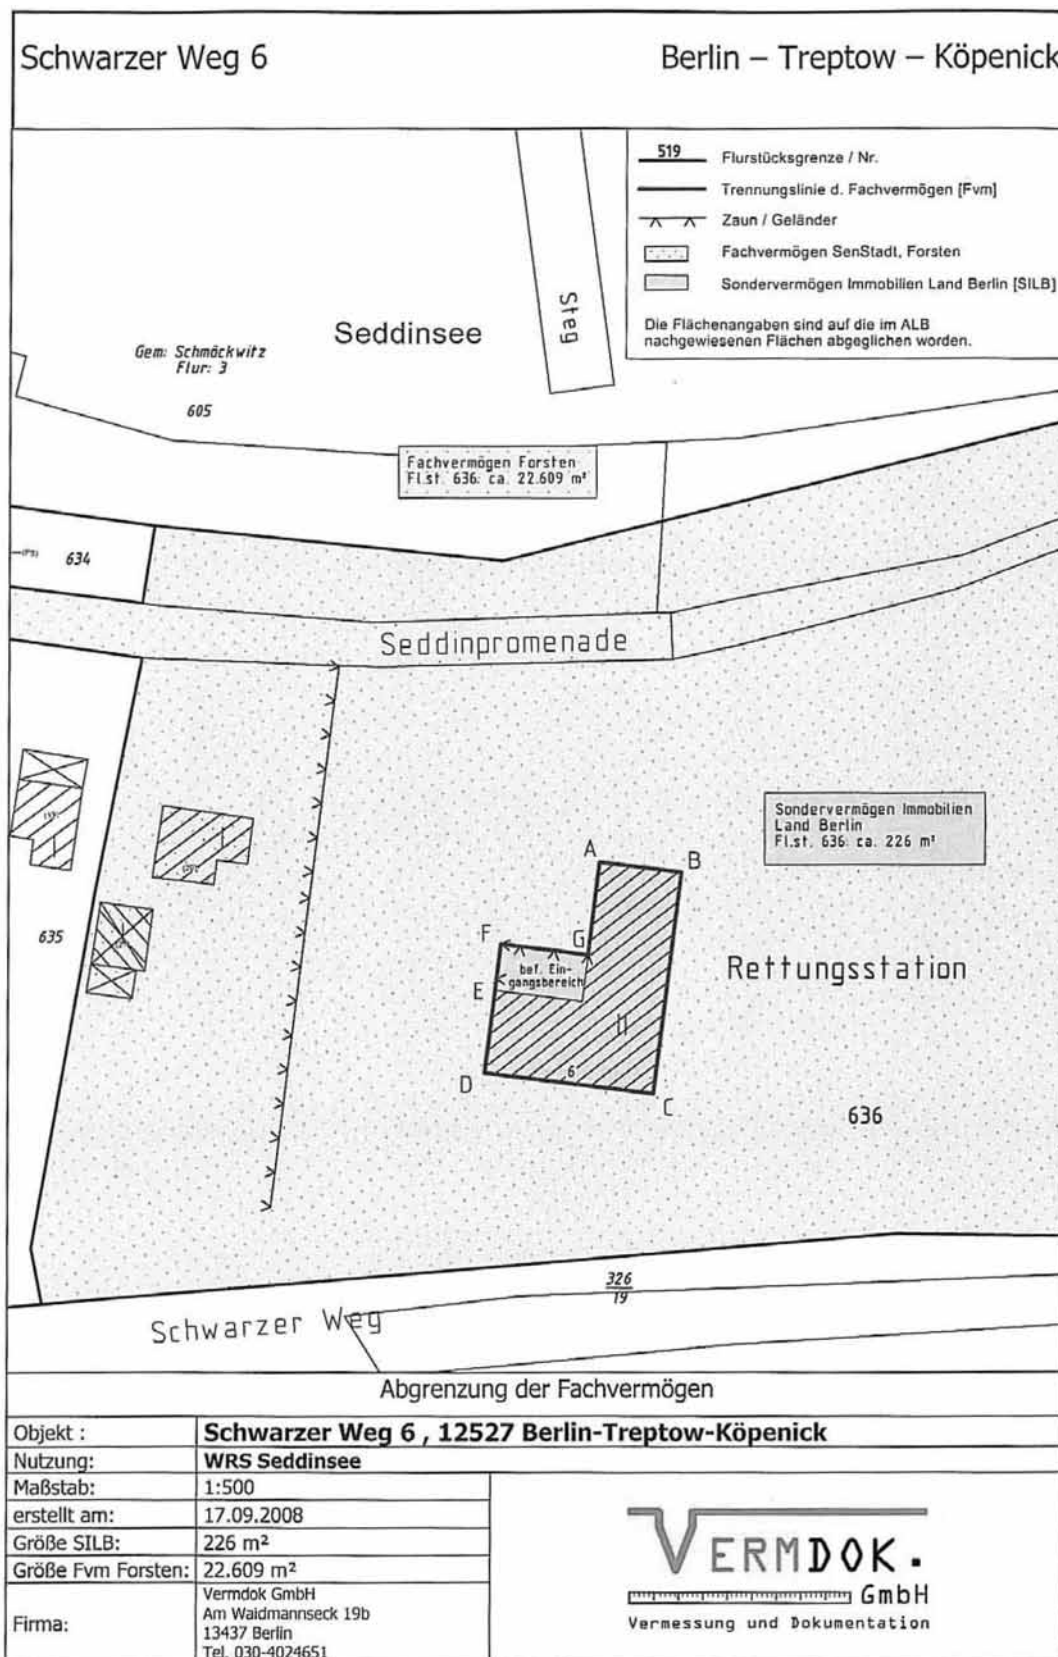 Schwarzer Weg 6
Berlin – Treptow – Köpenick
519 Flurstücksgrenze / Nr.
Trennungslinie d. Fachvermögen [Fvm]
Zaun / Geländer
Fachvermögen SenStadt, Forsten
Sondervermögen Immobilien Land Berlin [SILB]
Die Flächenangaben sind auf die im ALB
nachgewiesenen Flächen abgeglichen worden.
Steg
Seddinsee
Gem: Schmöckwitz
Flur: 3
605
Fachvermögen Forsten
Fl.st. 636: ca. 22.609 m²
634
Seddinpromenade
Sondervermögen Immobilien
Land Berlin
Fl.st. 636: ca. 226 m²
A
B
635
F
G
bef. Ein-
gangsbereich
E
Rettungsstation
II
D
6
C
636
326
19
Schwarzer Weg
Abgrenzung der Fachvermögen
Objekt : Schwarzer Weg 6 , 12527 Berlin-Treptow-Köpenick
Nutzung: WRS Seddinsee
Maßstab: 1:500
erstellt am: 17.09.2008
Größe SILB: 226 m²
Größe Fvm Forsten: 22.609 m²
Firma:
Vermdok GmbH
Am Waidmannseck 19b
13437 Berlin
Tel. 030-4024651
VERMDOK.
GmbH
Vermessung und Dokumentation